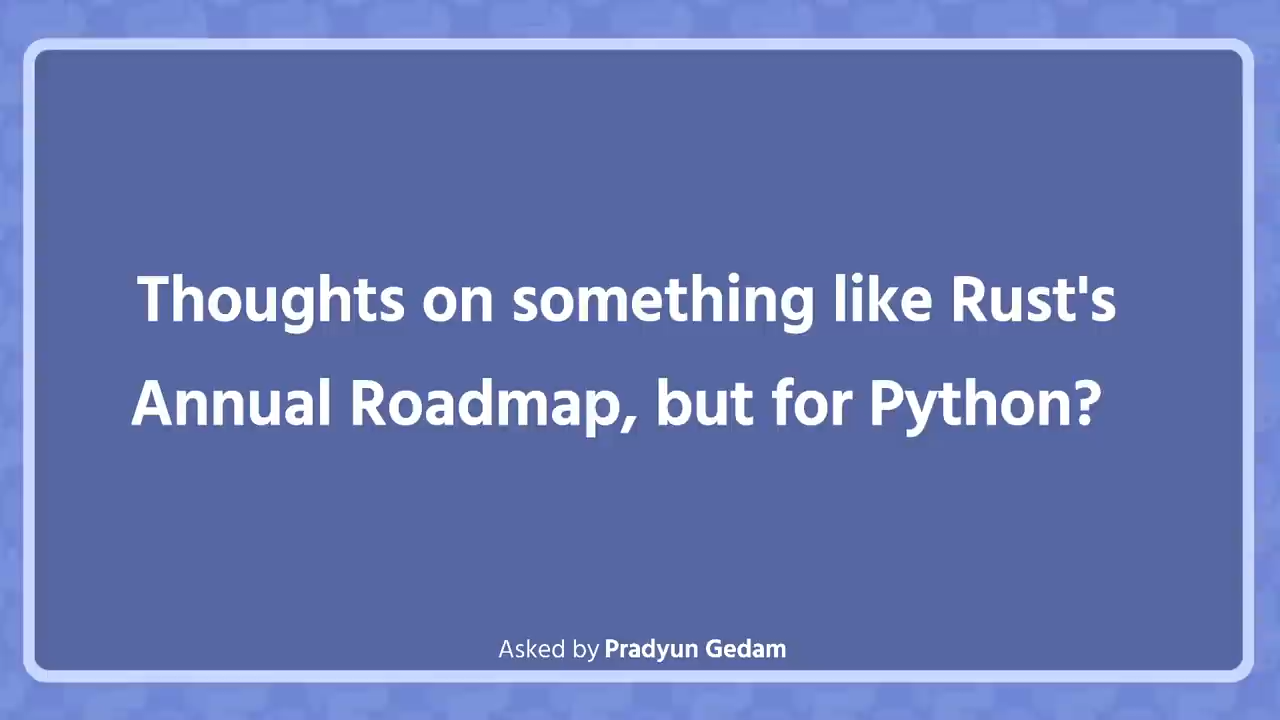 Thoughts on something like Rust's
Annual Roadmap, but for Python?
Asked by Pradyun Gedam